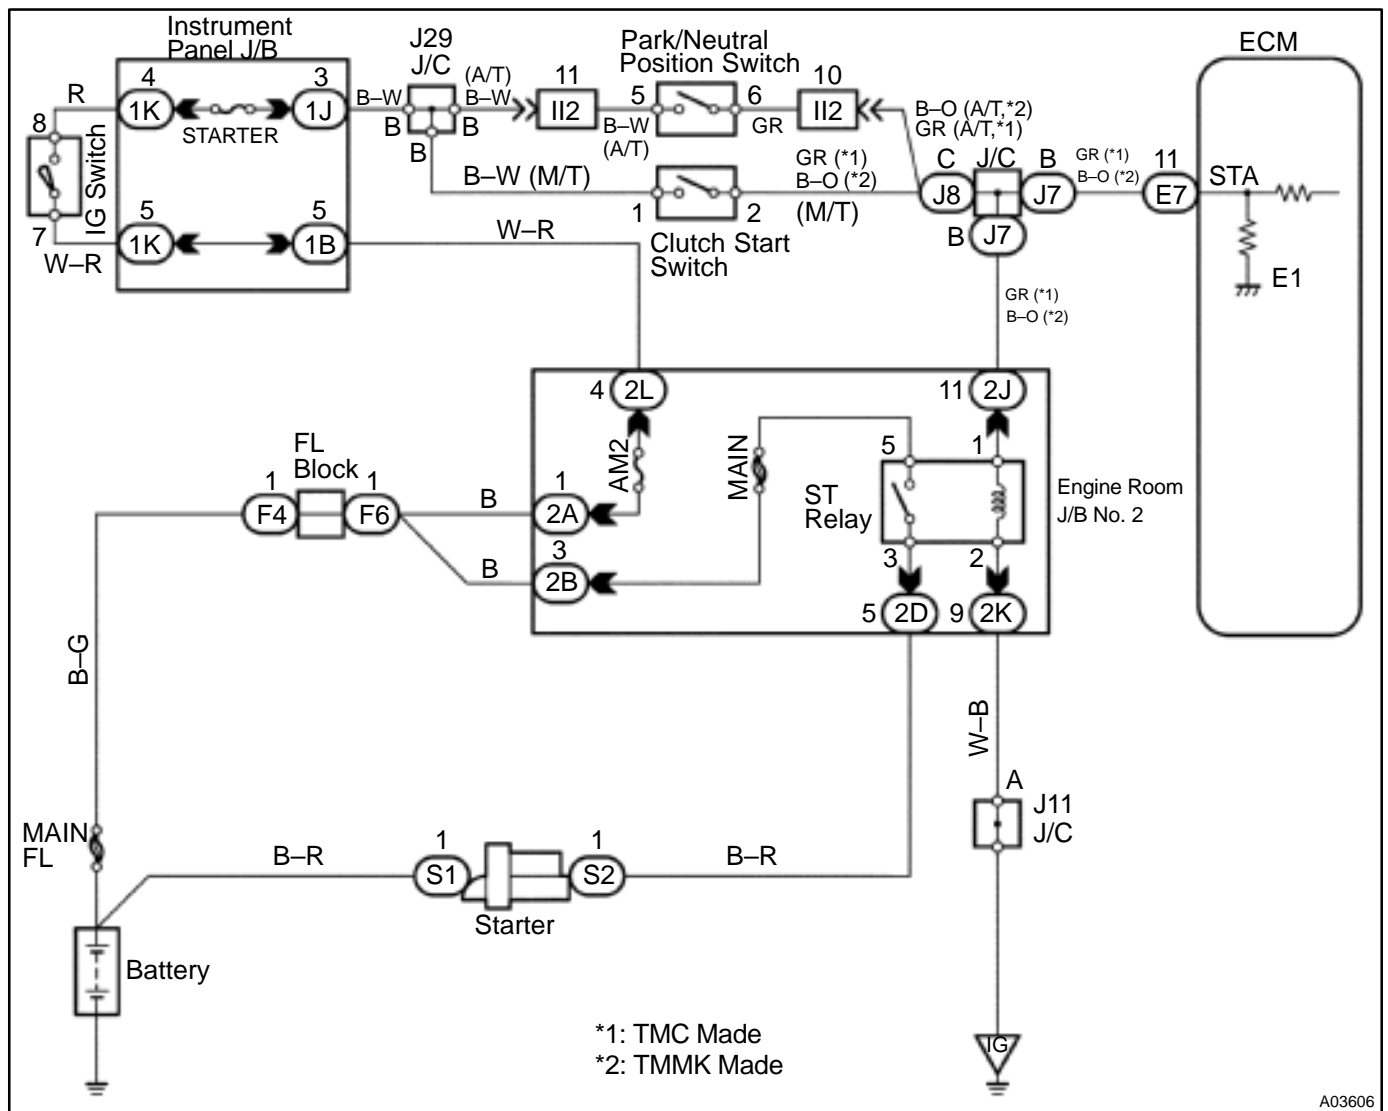 Instrument
Panel J/B
J29
J/C
Park/Neutral
Position Switch
ECM
4
3
(A/T)
11
10
R
1K
1J
B–W
B–W
II2
5
6
II2
B–O (A/T,*2)
GR (A/T,*1)
STARTER
B
B
B
B–W
(A/T)
GR
8
IG Switch
B–W (M/T)
GR (*1)
B–O (*2)
(M/T)
C
J/C
B
GR (*1)
B–O (*2)
11
STA
J8
J7
E7
1
2
5
5
7
1K
1B
W–R
Clutch Start
Switch
B
J7
W–R
E1
GR (*1)
B–O (*2)
4
2L
11
2J
FL
Block
AM2
MAIN
5
1
1
1
1
ST
Relay
Engine Room
J/B No. 2
F4
F6
B
2A
3
B
2B
3
2
5
2D
9
2K
B–G
W–B
A
J11
J/C
MAIN
FL
B–R
1
S1
1
S2
B–R
Starter
Battery
*1: TMC Made
*2: TMMK Made
IG
A03606